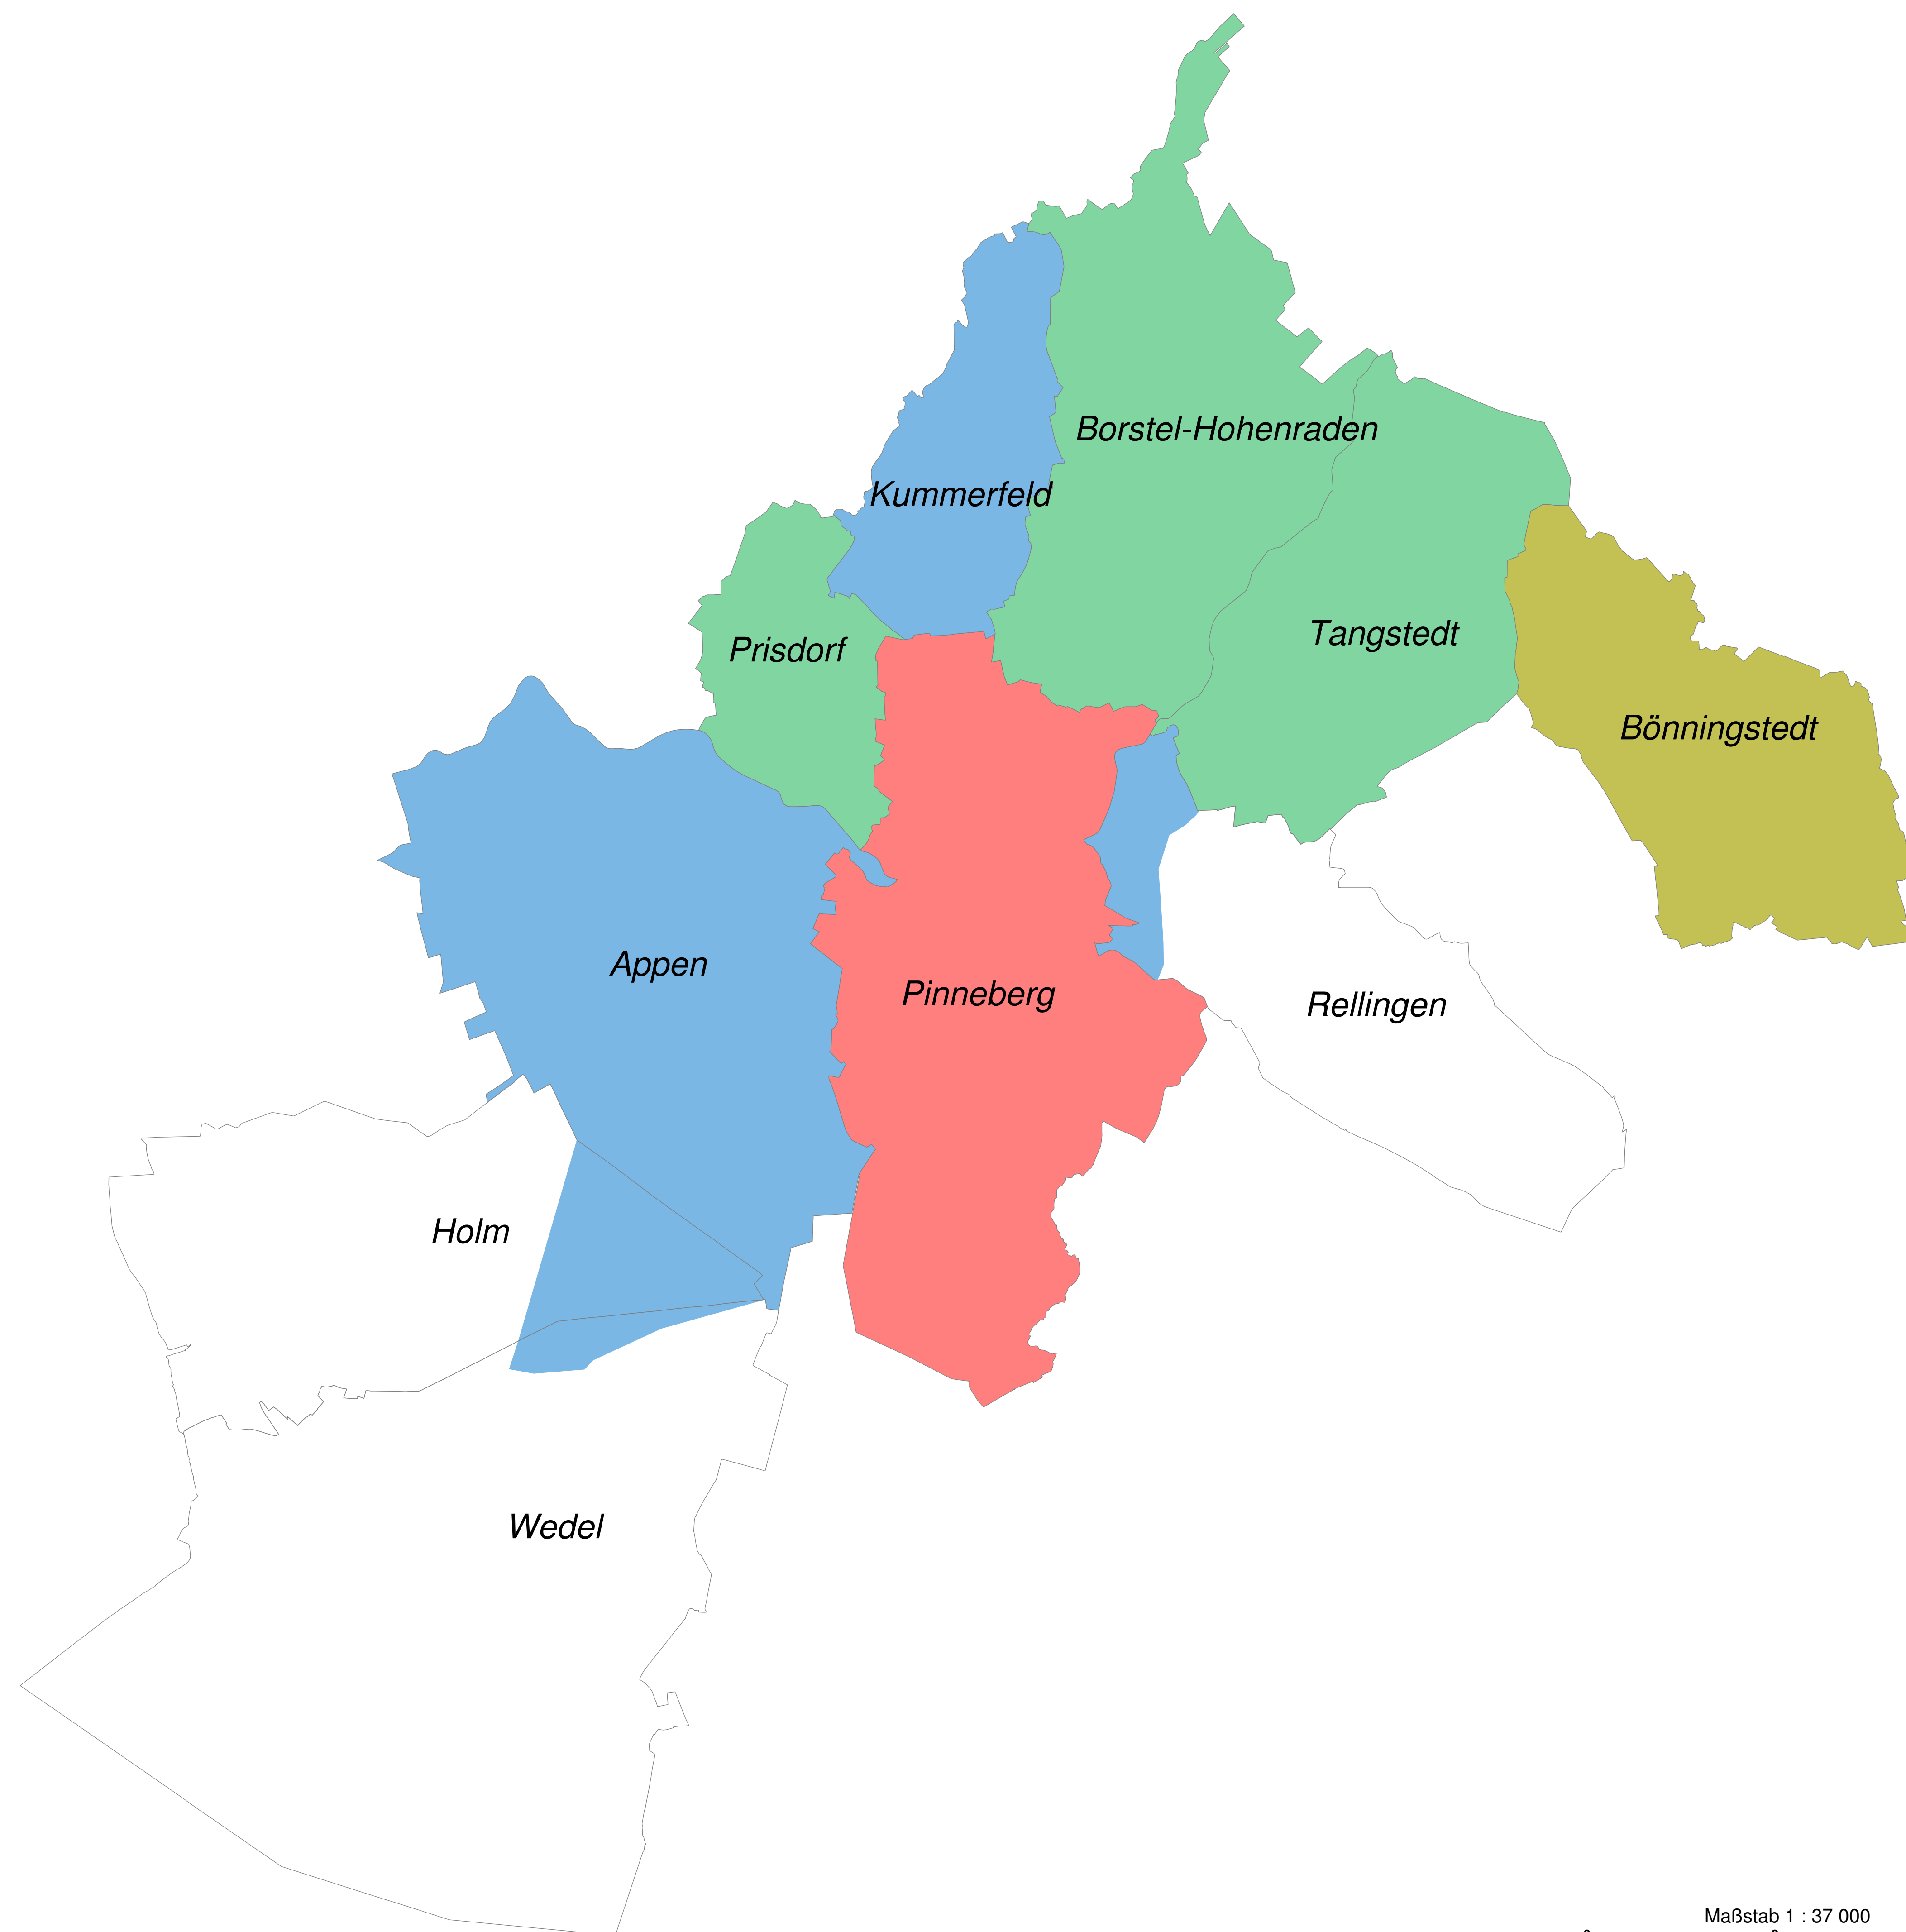 Borstel-Hohenraden
Kummerfeld
Tangstedt
Prisdorf
Bönningstedt
Appen
Pinneberg
Rellingen
Holm
Wedel
Maßstab 1 : 37 000